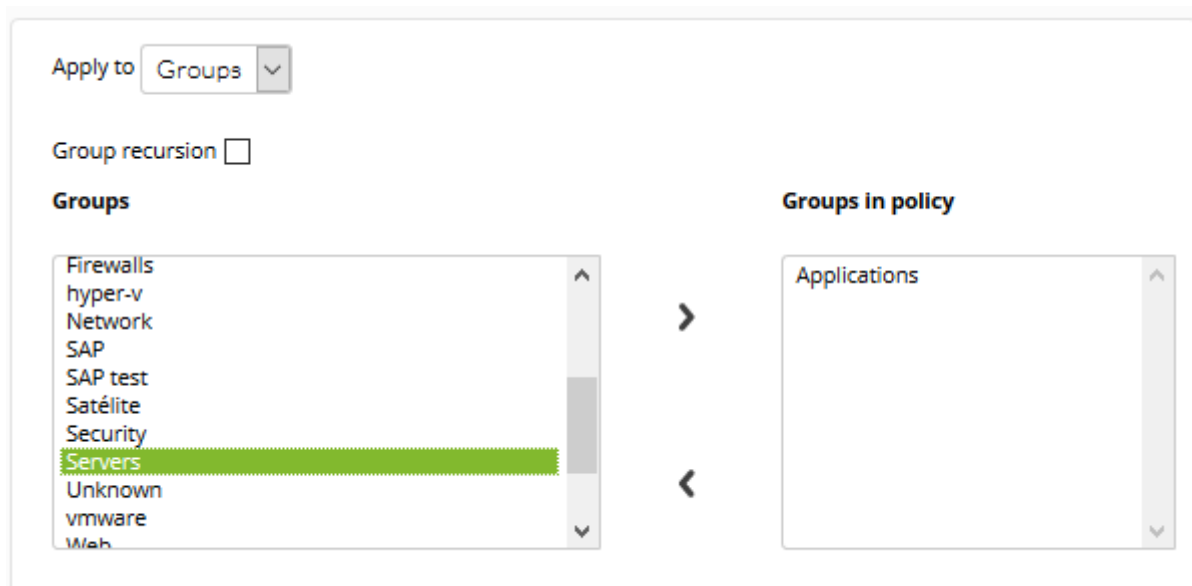 Apply to Groups
Group recursion
Groups
Groups in policy
Firewalls
hyper-v
Network
SAP
SAP test
Satélite
Security
Servers
Unknown
vmware
Web
Applications